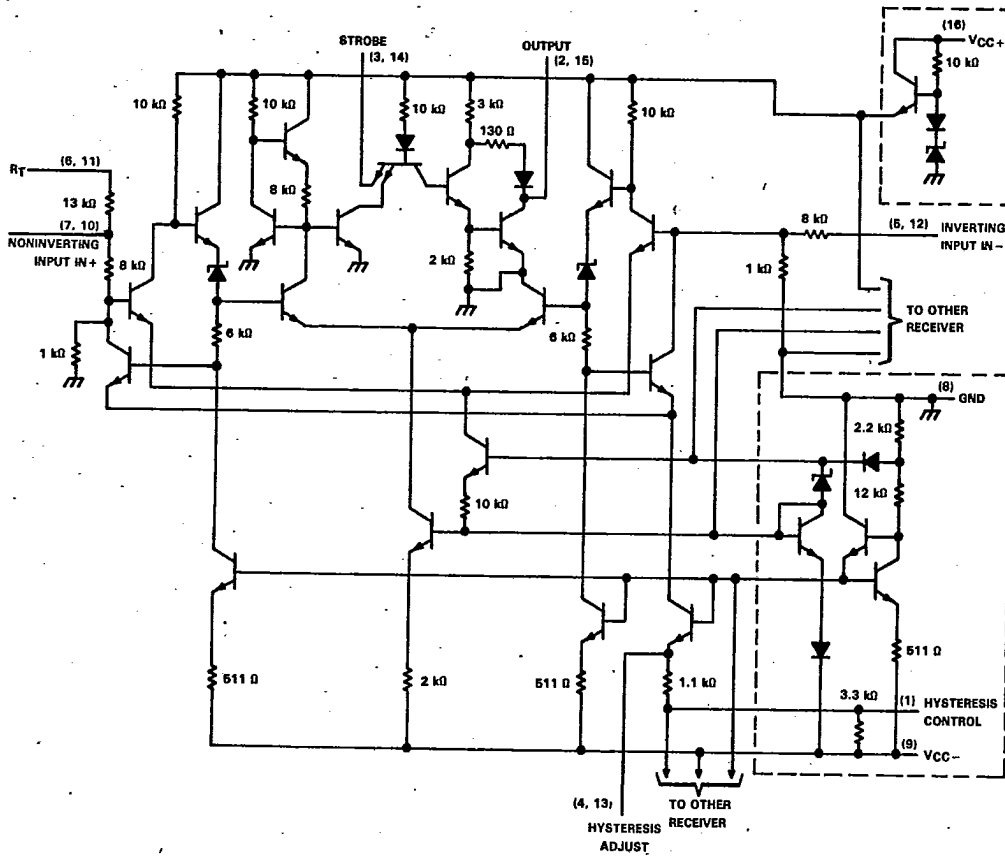 (16)
VCC+
10 kΩ
STROBE
(3, 14)
OUTPUT
(2, 15)
10 kΩ
10 kΩ
10 kΩ
3 kΩ
130 Ω
10 kΩ
RT
(6, 11)
13 kΩ
8 kΩ
(7, 10)
NONINVERTING
INPUT IN+
8 kΩ
8 kΩ
(5, 12)
INVERTING
INPUT IN–
1 kΩ
2 kΩ
TO OTHER
RECEIVER
6 kΩ
6 kΩ
1 kΩ
(8)
GND
2.2 kΩ
12 kΩ
10 kΩ
511 Ω
2 kΩ
511 Ω
1.1 kΩ
511 Ω
3.3 kΩ
(1)
HYSTERESIS
CONTROL
(9)
VCC–
(4, 13)
HYSTERESIS
ADJUST
TO OTHER
RECEIVER